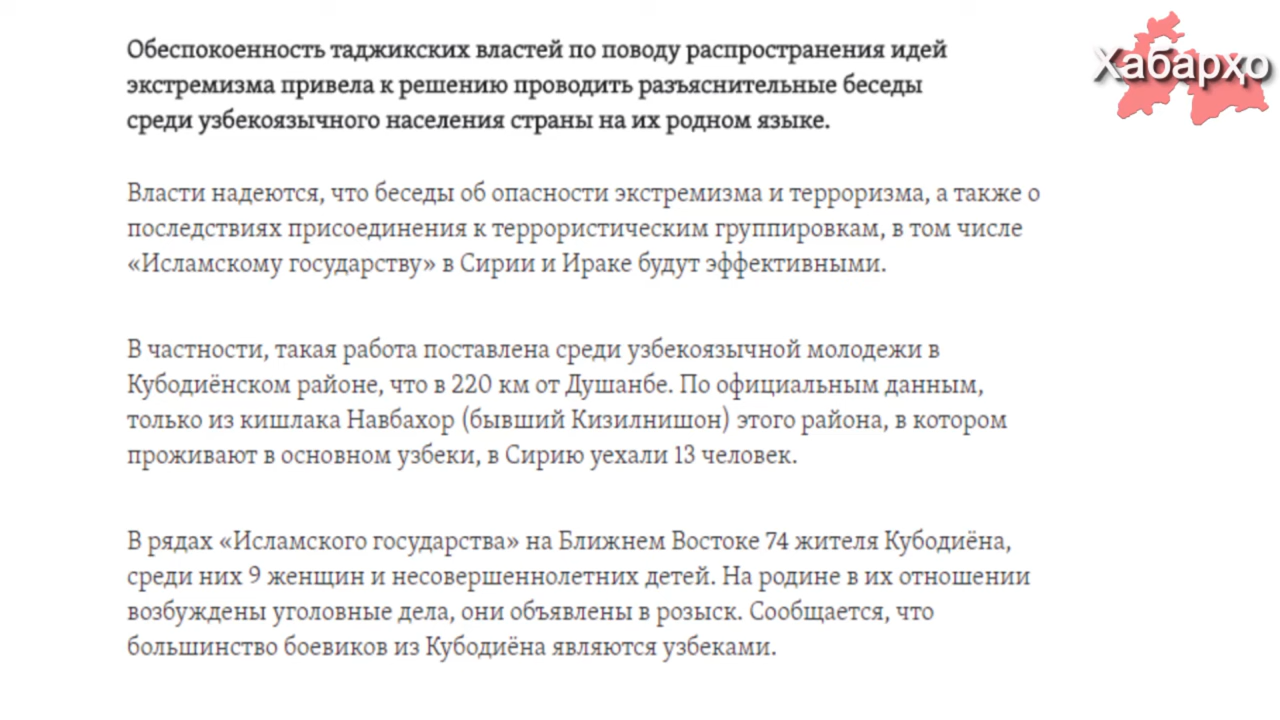 Обеспокоенность таджикских властей по поводу распространения идей
экстремизма привела к решению проводить разъяснительные беседы
среди узбекоязычного населения страны на их родном языке.
Хабарҳо
Власти надеются, что беседы об опасности экстремизма и терроризма, а также о
последствиях присоединения к террористическим группировкам, в том числе
«Исламскому государству» в Сирии и Ираке будут эффективными.
В частности, такая работа поставлена среди узбекоязычной молодежи в
Кубодиёнском районе, что в 220 км от Душанбе. По официальным данным,
только из кишлака Навбахор (бывший Кизилнишон) этого района, в котором
проживают в основном узбеки, в Сирию уехали 13 человек.
В рядах «Исламского государства» на Ближнем Востоке 74 жителя Кубодиёна,
среди них 9 женщин и несовершеннолетних детей. На родине в их отношении
возбуждены уголовные дела, они объявлены в розыск. Сообщается, что
большинство боевиков из Кубодиёна являются узбеками.